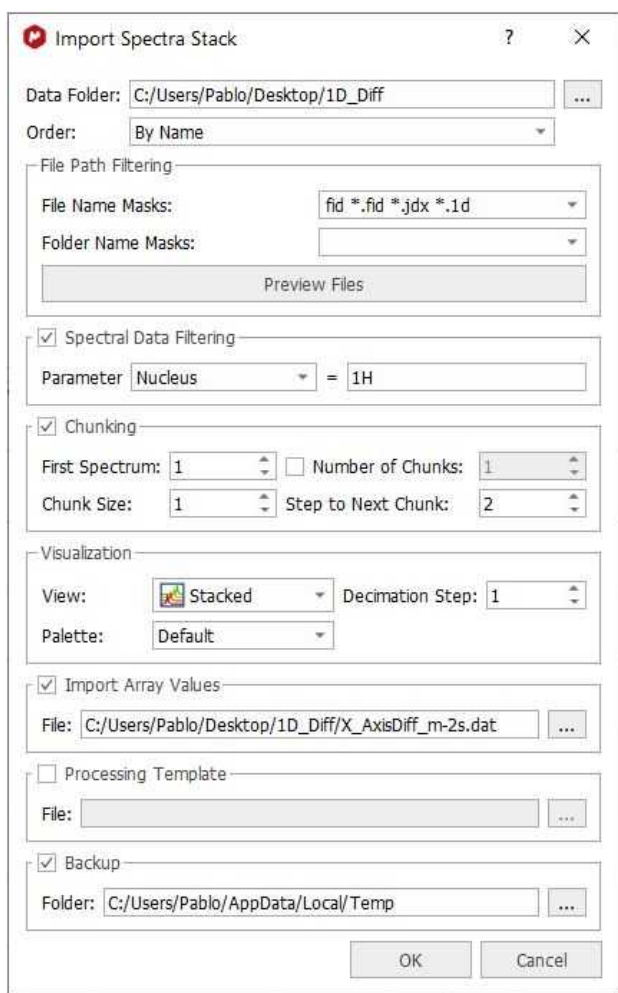 Import Spectra Stack ?
Data Folder: C:/Users/Pablo/Desktop/1D_Diff ...
Order: By Name
File Path Filtering
File Name Masks: fid *.fid *.jdx *.1d
Folder Name Masks:
Preview Files
Spectral Data Filtering
Parameter Nucleus = 1H
Chunking
First Spectrum: 1 Number of Chunks: 1
Chunk Size: 1 Step to Next Chunk: 2
Visualization
View: Stacked Decimation Step: 1
Palette: Default
Import Array Values
File: C:/Users/Pablo/Desktop/1D_Diff/X_AxisDiff_m-2s.dat ...
Processing Template
File: ...
Backup
Folder: C:/Users/Pablo/AppData/Local/Temp ...
OK Cancel